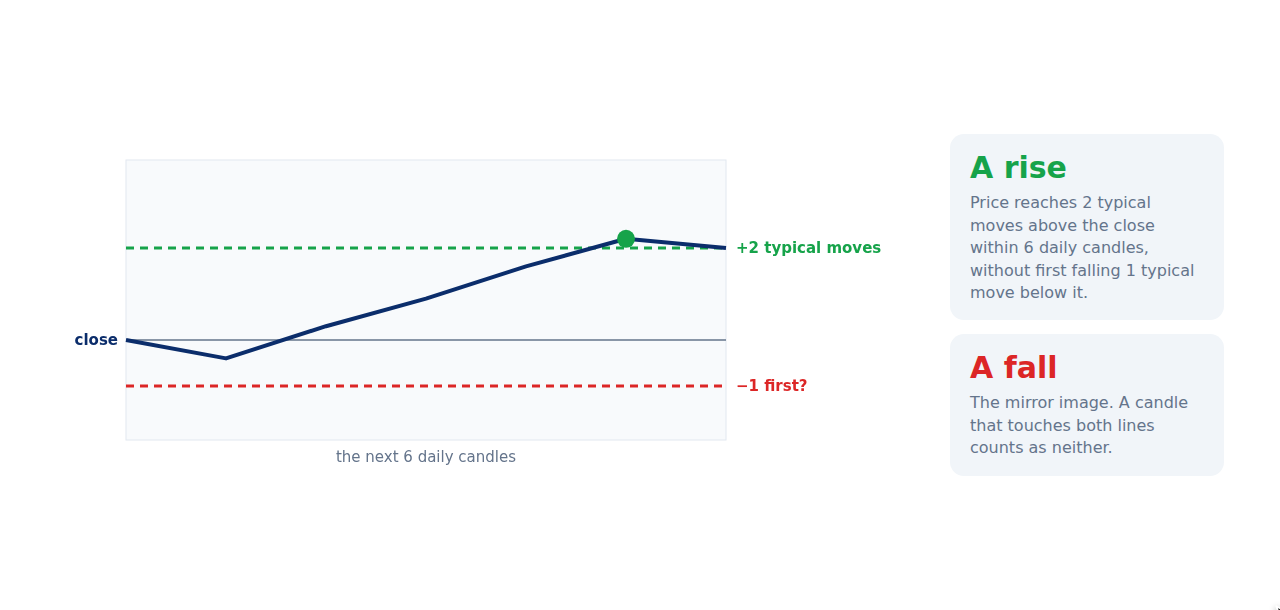 close
+2 typical moves
−1 first?
the next 6 daily candles
A rise
Price reaches 2 typical
moves above the close
within 6 daily candles,
without first falling 1 typical
move below it.
A fall
The mirror image. A candle
that touches both lines
counts as neither.